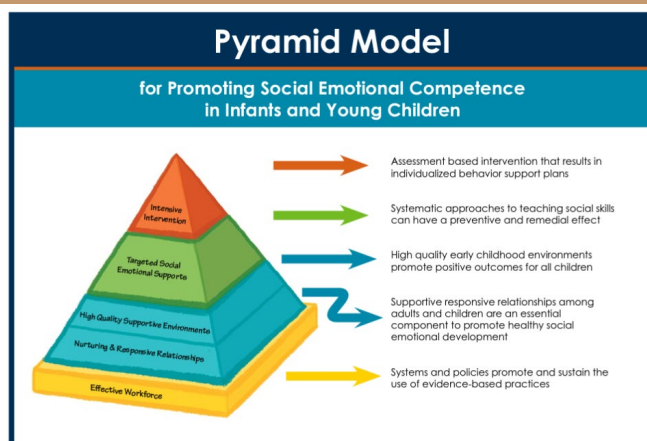 Pyramid Model
for Promoting Social Emotional Competence
in Infants and Young Children
Intensive
Intervention
Assessment based intervention that results in
individualized behavior support plans
Targeted Social
Emotional Supports
Systematic approaches to teaching social skills
can have a preventive and remedial effect
High Quality Supportive Environments
High quality early childhood environments
promote positive outcomes for all children
Nurturing & Responsive Relationships
Supportive responsive relationships among
adults and children are an essential
component to promote healthy social
emotional development
Effective Workforce
Systems and policies promote and sustain the
use of evidence-based practices